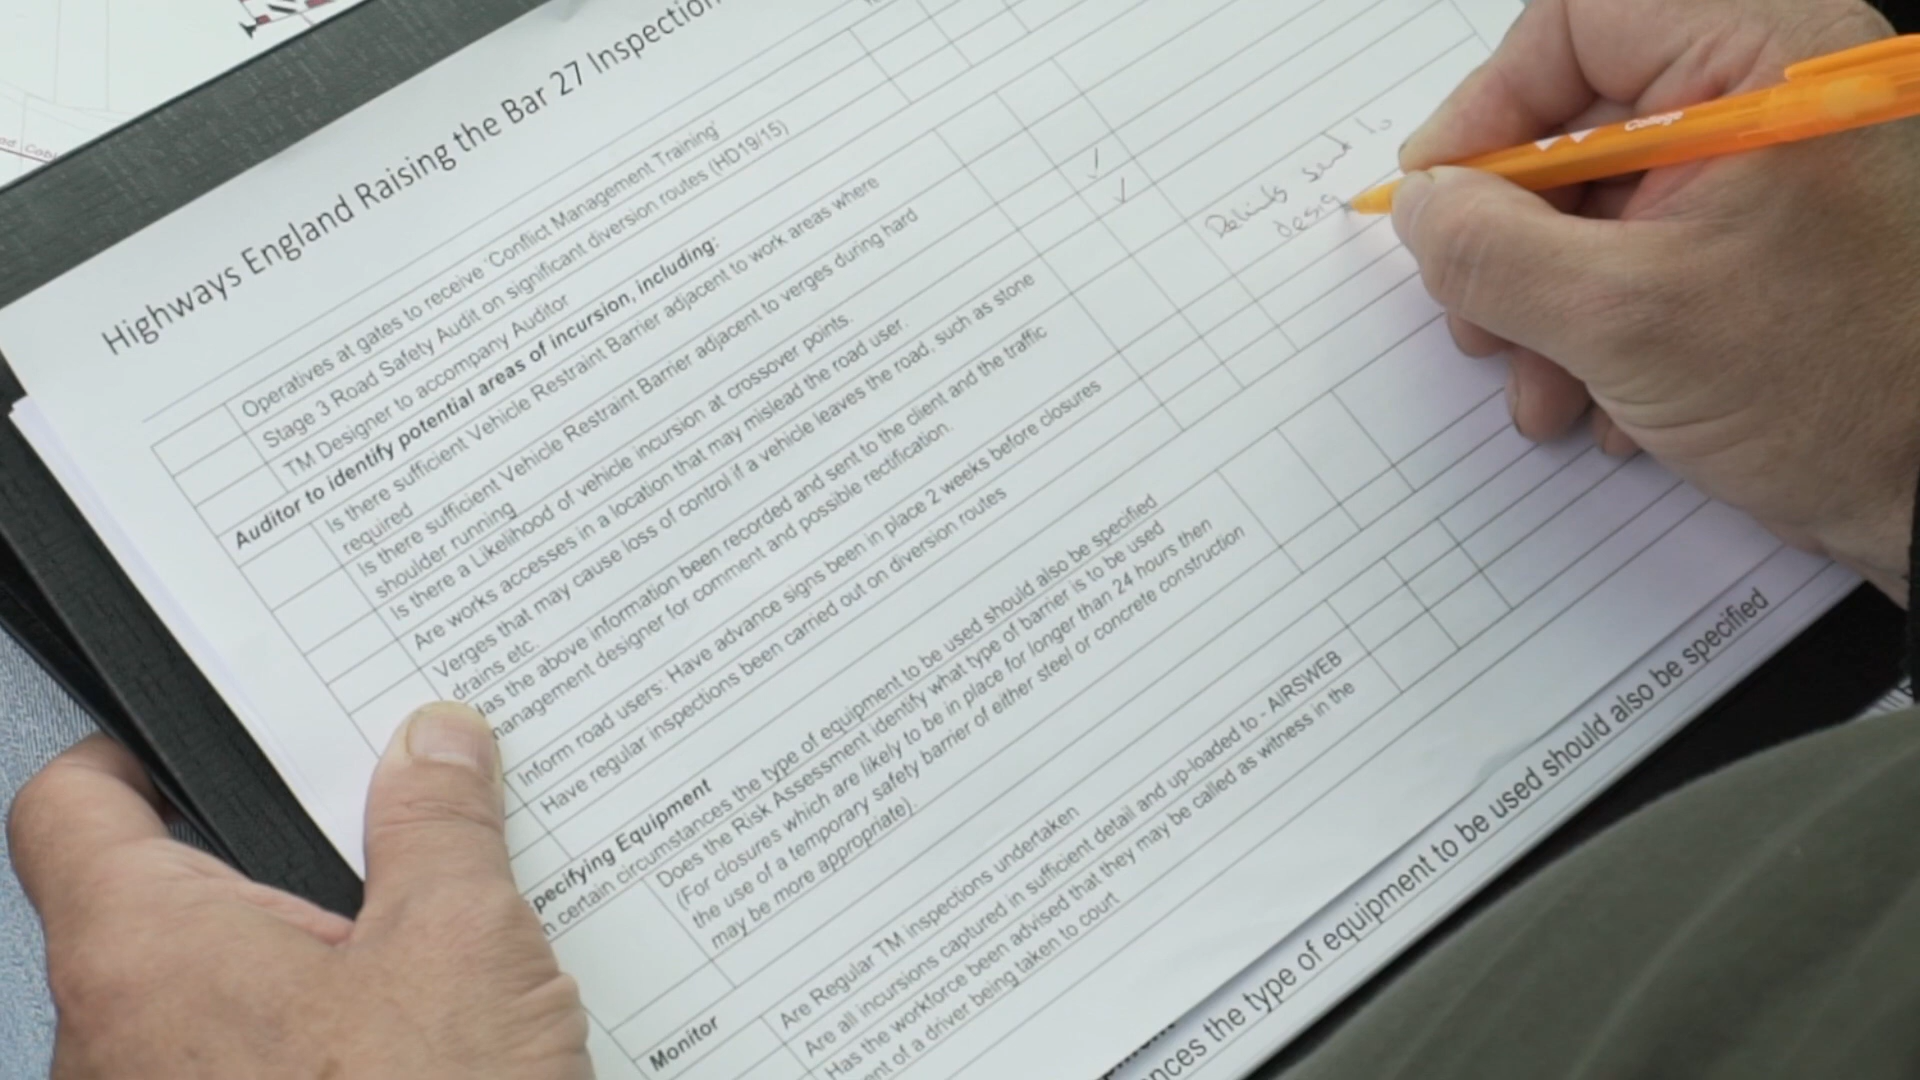 Highways England Raising the Bar 27 Inspection
Operatives at gates to receive 'Conflict Management Training'
Stage 3 Road Safety Audit on significant diversion routes (HD19/15)
TM Designer to accompany Auditor
Auditor to identify potential areas of incursion, including:
Is there sufficient Vehicle Restraint Barrier adjacent to work areas where
required
Is there sufficient Vehicle Restraint Barrier adjacent to verges during hard
shoulder running
Is there a Likelihood of vehicle incursion at crossover points.
Are works accesses in a location that may mislead the road user.
Verges that may cause loss of control if a vehicle leaves the road, such as stone
drains etc.
Has the above information been recorded and sent to the client and the traffic
management designer for comment and possible rectification.
Inform road users: Have advance signs been in place 2 weeks before closures
Have regular inspections been carried out on diversion routes
pecifying Equipment
n certain circumstances the type of equipment to be used should also be specified
Does the Risk Assessment identify what type of barrier is to be used
(For closures which are likely to be in place for longer than 24 hours then
the use of a temporary safety barrier of either steel or concrete construction
may be more appropriate).
Monitor
Are Regular TM inspections undertaken
Are all incursions captured in sufficient detail and up-loaded to - AIRSWEB
Has the workforce been advised that they may be called as witness in the
ent of a driver being taken to court
Details sent to
desig
College
nces the type of equipment to be used should also be specified